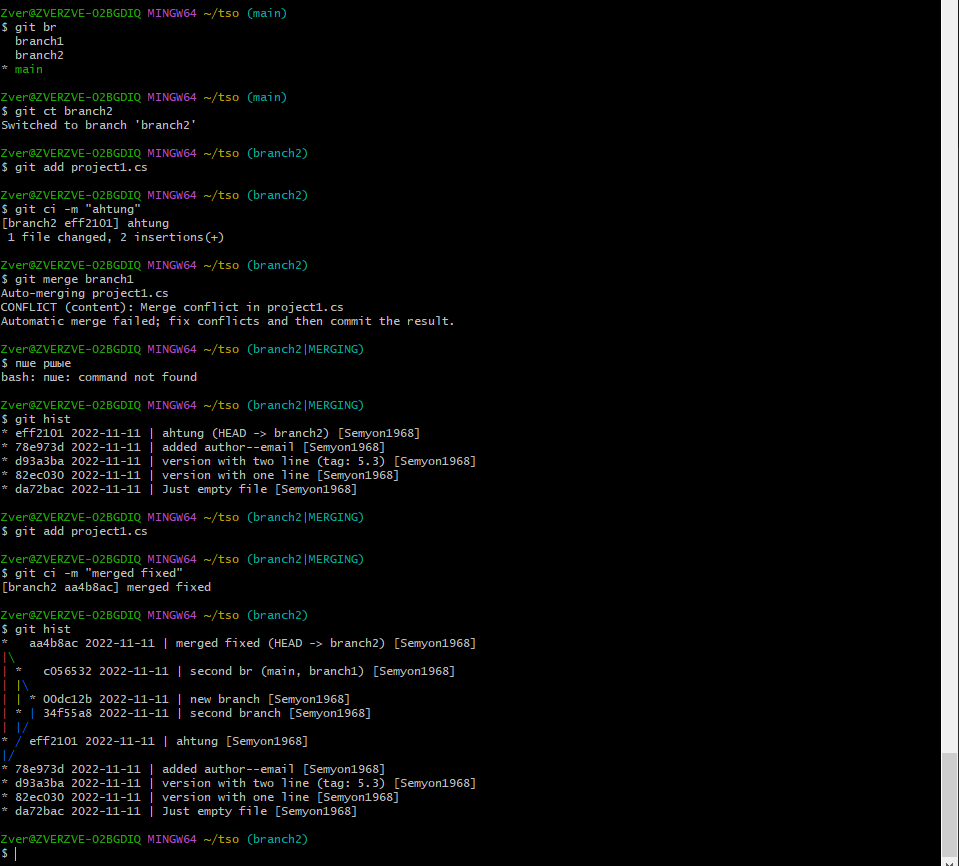 Zver@ZVERZVE-O2BGDIQ MINGW64 ~/tso (main)
$ git br
  branch1
  branch2
* main

Zver@ZVERZVE-O2BGDIQ MINGW64 ~/tso (main)
$ git ct branch2
Switched to branch 'branch2'

Zver@ZVERZVE-O2BGDIQ MINGW64 ~/tso (branch2)
$ git add project1.cs

Zver@ZVERZVE-O2BGDIQ MINGW64 ~/tso (branch2)
$ git ci -m "ahtung"
[branch2 eff2101] ahtung
 1 file changed, 2 insertions(+)

Zver@ZVERZVE-O2BGDIQ MINGW64 ~/tso (branch2)
$ git merge branch1
Auto-merging project1.cs
CONFLICT (content): Merge conflict in project1.cs
Automatic merge failed; fix conflicts and then commit the result.

Zver@ZVERZVE-O2BGDIQ MINGW64 ~/tso (branch2|MERGING)
$ пше ршые
bash: пше: command not found

Zver@ZVERZVE-O2BGDIQ MINGW64 ~/tso (branch2|MERGING)
$ git hist
* eff2101 2022-11-11 | ahtung (HEAD -> branch2) [Semyon1968]
* 78e973d 2022-11-11 | added author--email [Semyon1968]
* d93a3ba 2022-11-11 | version with two line (tag: 5.3) [Semyon1968]
* 82ec030 2022-11-11 | version with one line [Semyon1968]
* da72bac 2022-11-11 | Just empty file [Semyon1968]

Zver@ZVERZVE-O2BGDIQ MINGW64 ~/tso (branch2|MERGING)
$ git add project1.cs

Zver@ZVERZVE-O2BGDIQ MINGW64 ~/tso (branch2|MERGING)
$ git ci -m "merged fixed"
[branch2 aa4b8ac] merged fixed

Zver@ZVERZVE-O2BGDIQ MINGW64 ~/tso (branch2)
$ git hist
*   aa4b8ac 2022-11-11 | merged fixed (HEAD -> branch2) [Semyon1968]
|\
| *   c056532 2022-11-11 | second br (main, branch1) [Semyon1968]
| |\
| | * 00dc12b 2022-11-11 | new branch [Semyon1968]
| * | 34f55a8 2022-11-11 | second branch [Semyon1968]
| |/
* / eff2101 2022-11-11 | ahtung [Semyon1968]
|/
* 78e973d 2022-11-11 | added author--email [Semyon1968]
* d93a3ba 2022-11-11 | version with two line (tag: 5.3) [Semyon1968]
* 82ec030 2022-11-11 | version with one line [Semyon1968]
* da72bac 2022-11-11 | Just empty file [Semyon1968]

Zver@ZVERZVE-O2BGDIQ MINGW64 ~/tso (branch2)
$